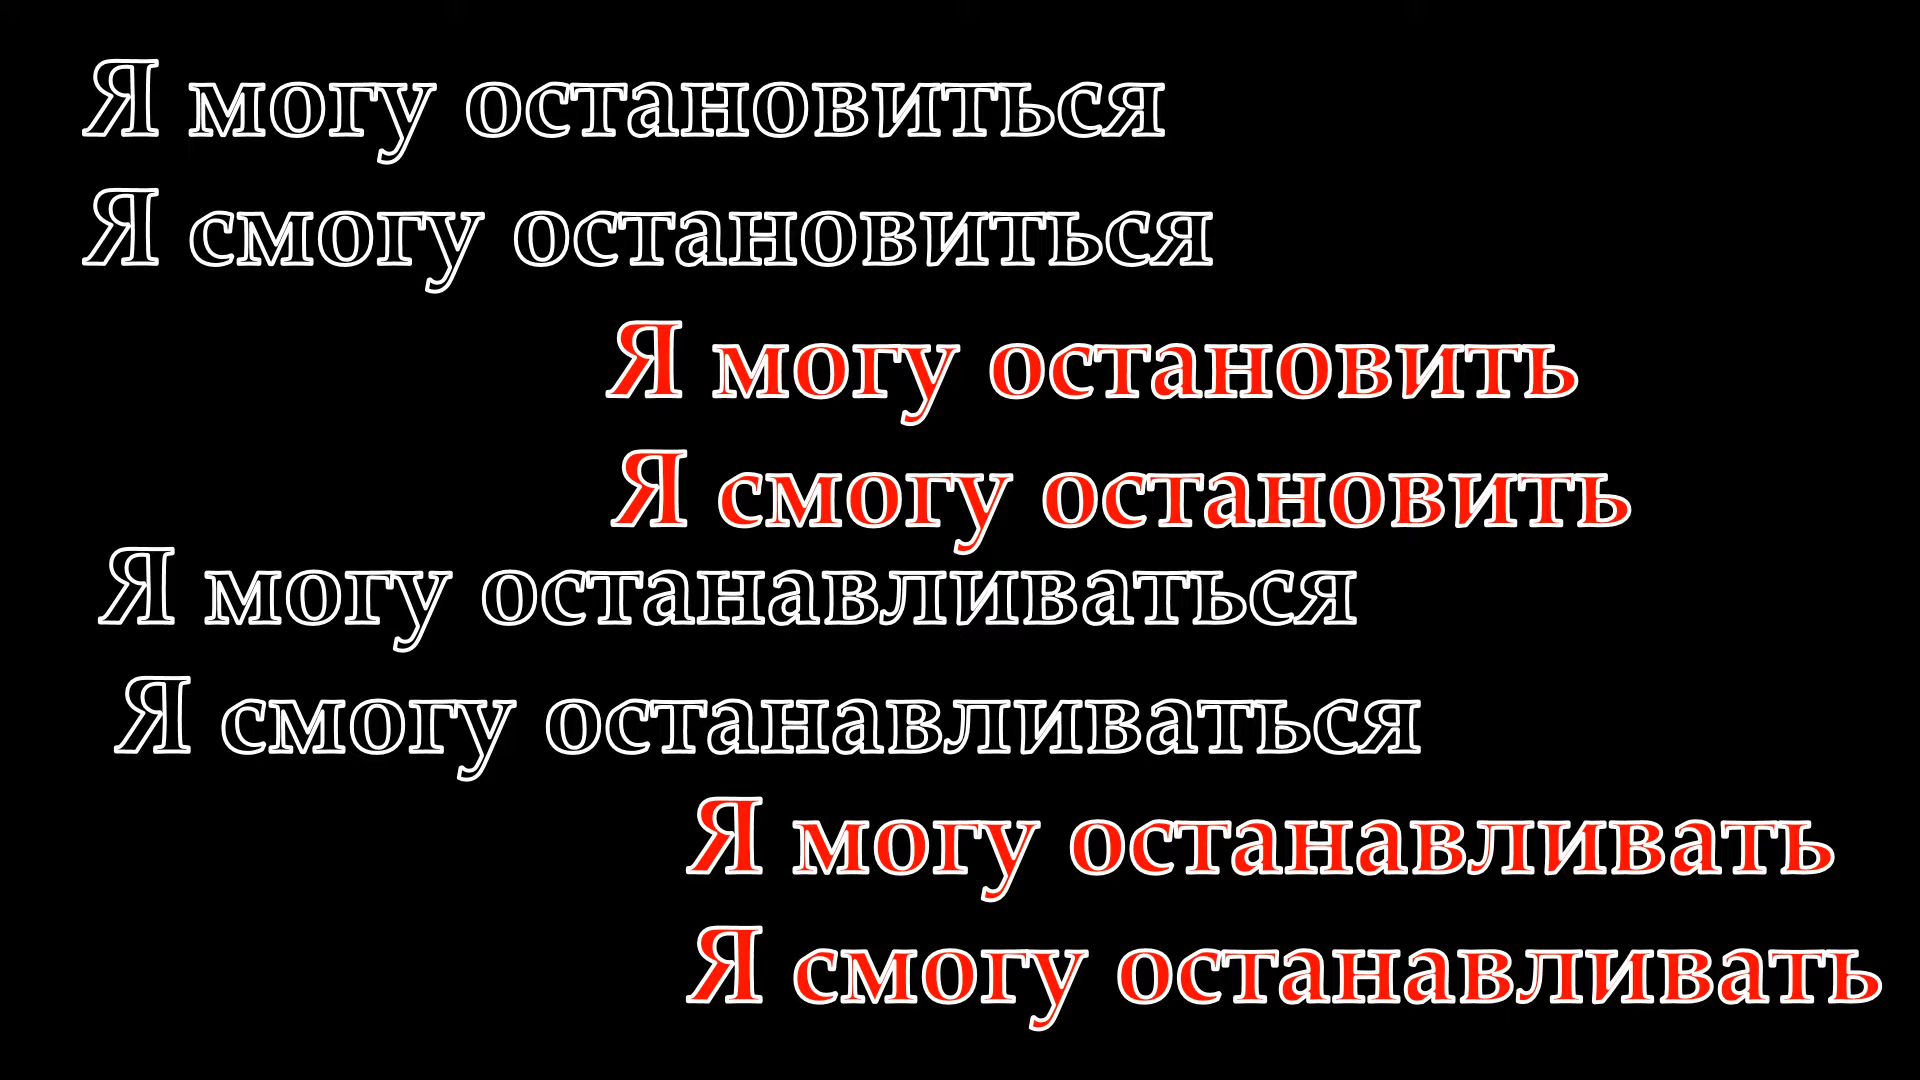 Я могу остановиться
Я смогу остановиться
Я могу остановить
Я смогу остановить
Я могу останавливаться
Я смогу останавливаться
Я могу останавливать
Я смогу останавливать